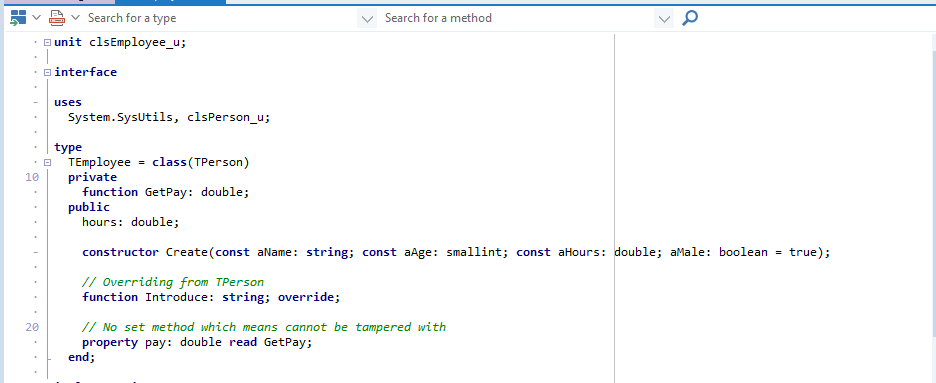 Search for a type
Search for a method
unit clsEmployee_u;
interface
uses
System.SysUtils, clsPerson_u;
type
TEmployee = class(TPerson)
10 private
function GetPay: double;
public
hours: double;
constructor Create(const aName: string; const aAge: smallint; const aHours: double; aMale: boolean = true);
// Overriding from TPerson
function Introduce: string; override;
20 // No set method which means cannot be tampered with
property pay: double read GetPay;
end;